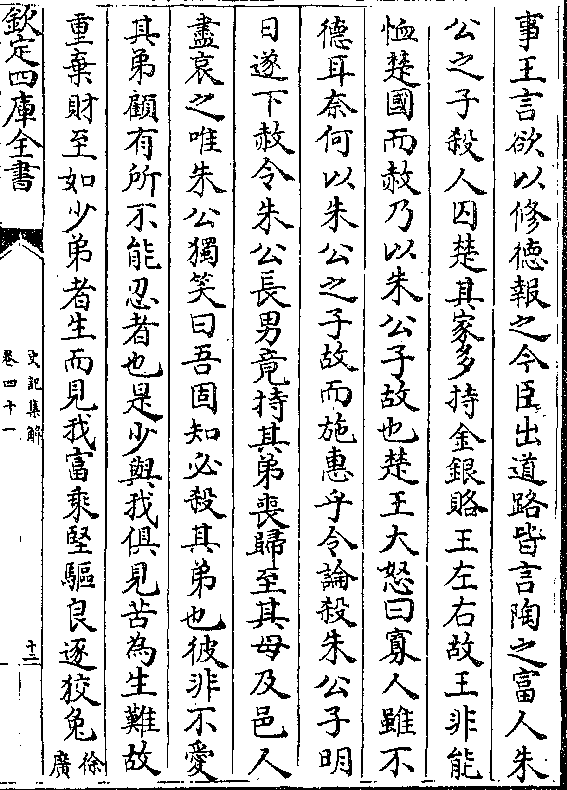 事王言欲以修德報之今臣出道路皆言陶之富人朱
公之子殺人囚楚其家多持金銀賂王左右故王非能
恤楚國而赦乃以朱公子故也楚王大怒曰寡人雖不
德耳奈何以朱公之子故而施惠乎令論殺朱公子明
日遂下赦令朱公長男竟持其弟喪歸至其母及邑人
盡哀之唯朱公獨笑曰吾固知必殺其弟也彼非不愛
其弟顧有所不能忍者也是少與我俱見苦為生難故
重棄財至如少弟者生而見我富乘堅驅良逐狡兔
徐
廣
欽定四庫全書
史記集解
卷四十一
十二